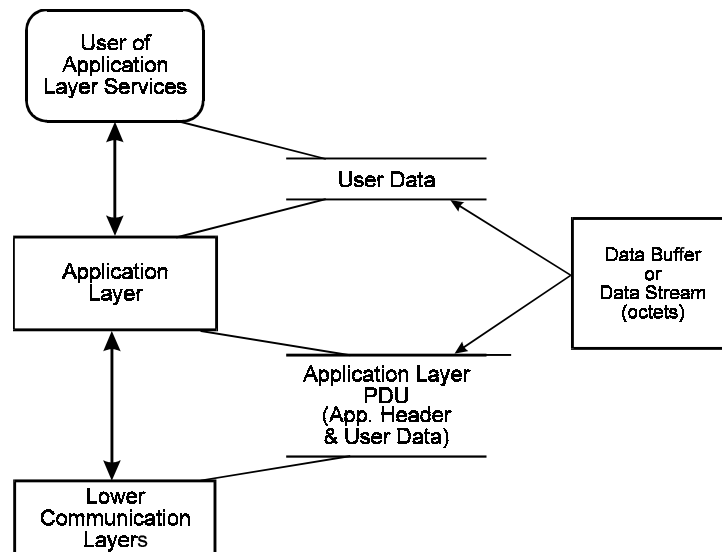 User of
Application
Layer Services
User Data
Application
Layer
Data Buffer
or
Data Stream
(octets)
Application Layer
PDU
(App. Header
& User Data)
Lower
Communication
Layers